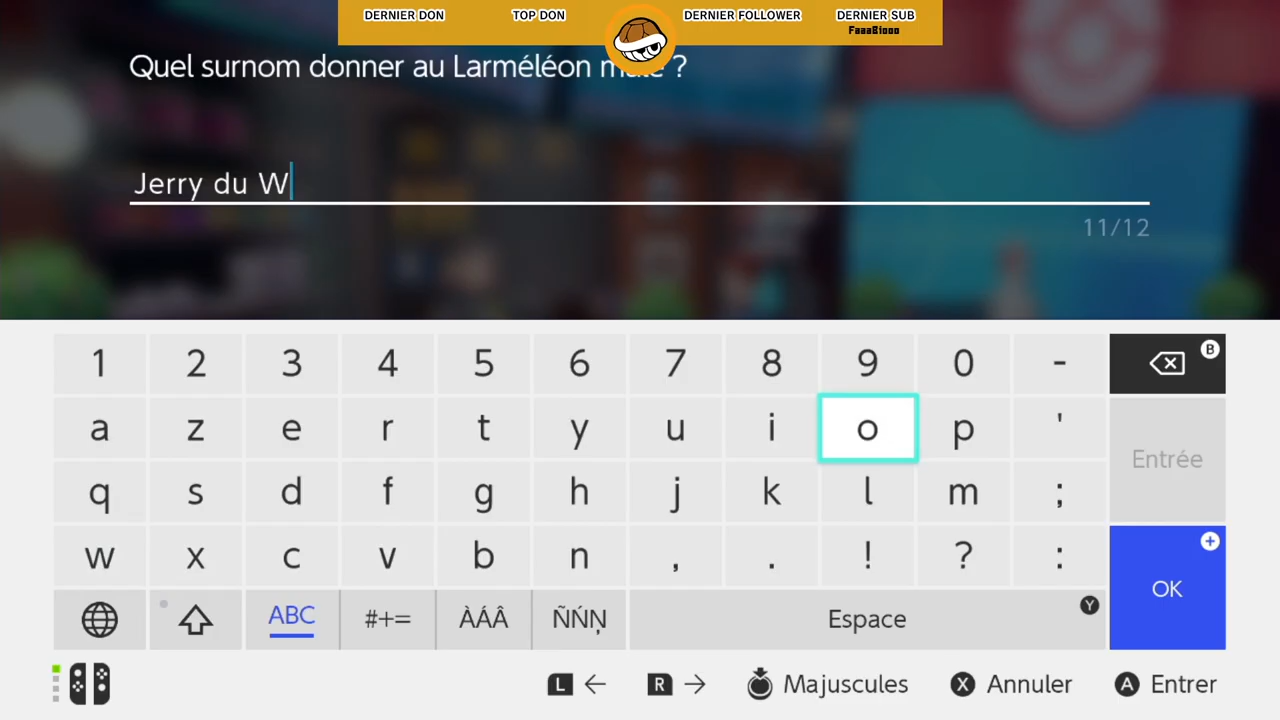 DERNIER DON TOP DON DERNIER FOLLOWER DERNIER SUB
FaaaBiooo
Quel surnom donner au Larméléon mâle ?
Jerry du W
11/12
1 2 3 4 5 6 7 8 9 0 - B
a z e r t y u i o p '
Entrée
q s d f g h j k l m ;
w x c v b n , . ! ? : +
OK
ABC #+= ÀÁÂ ÑŃŅ Espace Y
L ← R → Majuscules X Annuler A Entrer